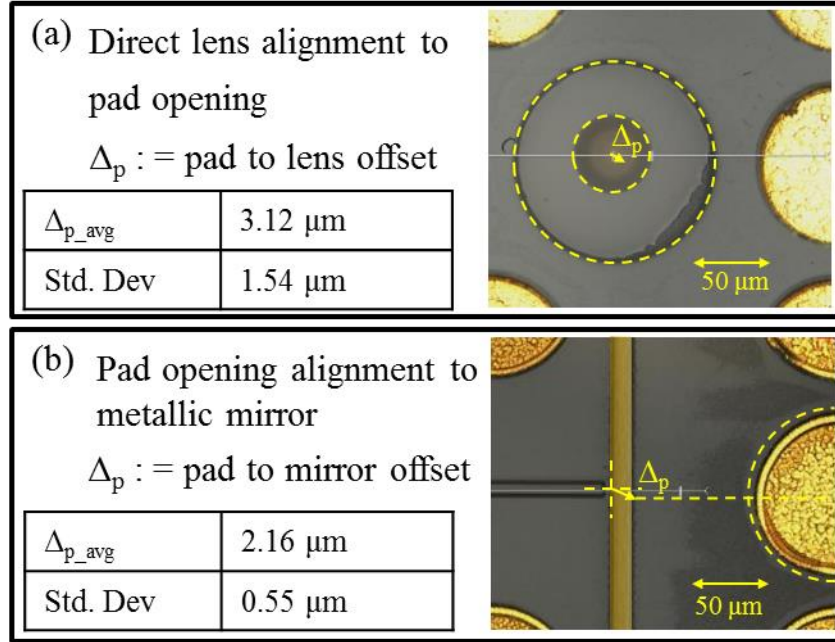 (a) Direct lens alignment to
pad opening
Δp : = pad to lens offset
Δp_avg 3.12 μm
Std. Dev 1.54 μm
Δp
50 μm
(b) Pad opening alignment to
metallic mirror
Δp : = pad to mirror offset
Δp_avg 2.16 μm
Std. Dev 0.55 μm
Δp
50 μm